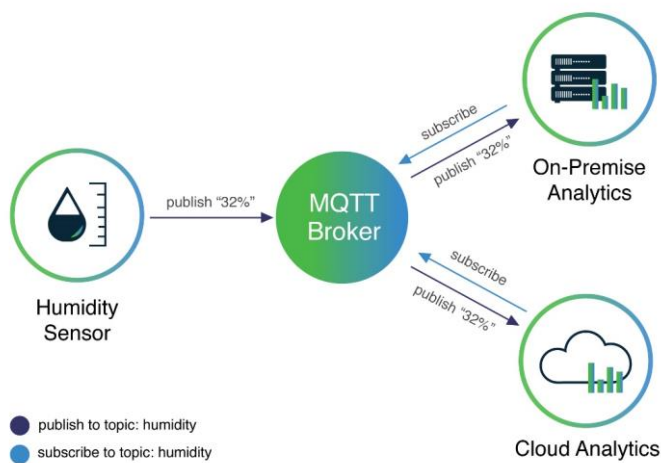 subscribe
publish "32%"
On-Premise
Analytics
publish "32%"
MQTT
Broker
Humidity
Sensor
subscribe
publish "32%"
Cloud Analytics
publish to topic: humidity
subscribe to topic: humidity